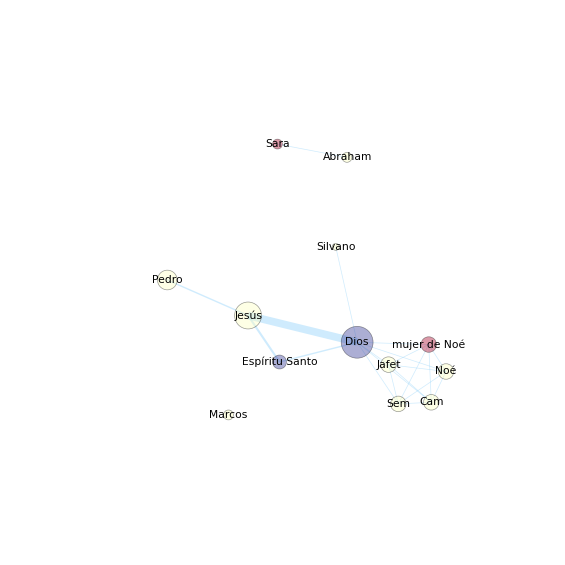 Sara
Abraham
Silvano
Pedro
Jesús
Dios
mujer de Noé
Espíritu Santo
Jafet
Noé
Sem
Cam
Marcos